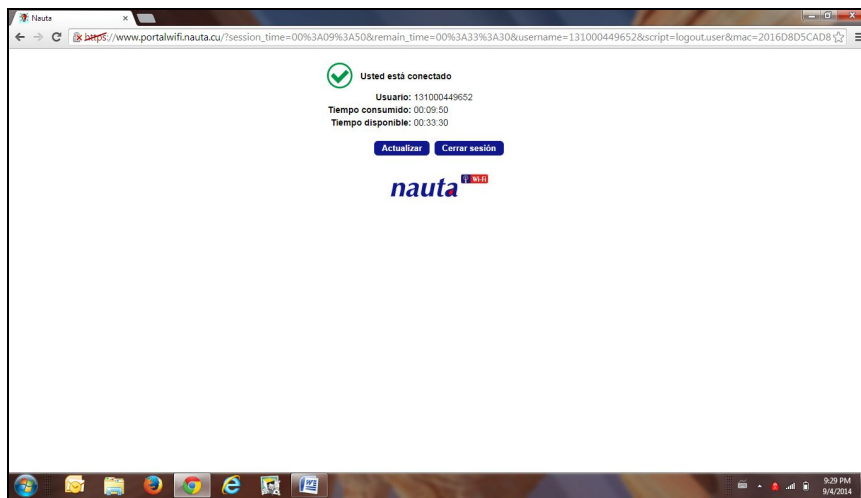 Nauta
https://www.portalwifi.nauta.cu/?session_time=00%3A09%3A50&remain_time=00%3A33%3A30&username=131000449652&script=logout.user&mac=2016D8D5CAD8
Usted está conectado
Usuario: 131000449652
Tiempo consumido: 00:09:50
Tiempo disponible: 00:33:30
Actualizar Cerrar sesión
nauta Wi-Fi
9:29 PM
9/4/2014